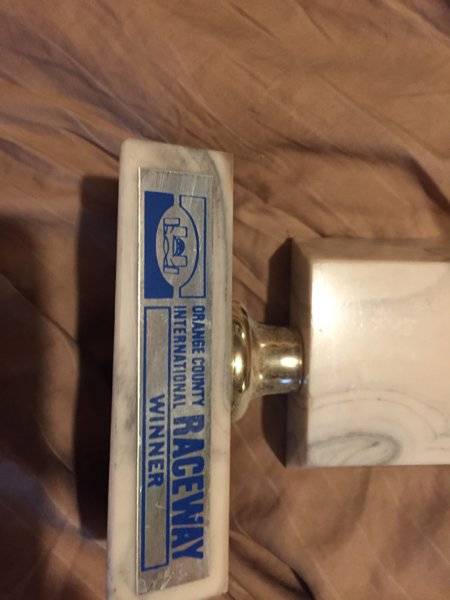 ORANGE COUNTY
INTERNATIONAL
RACEWAY
WINNER